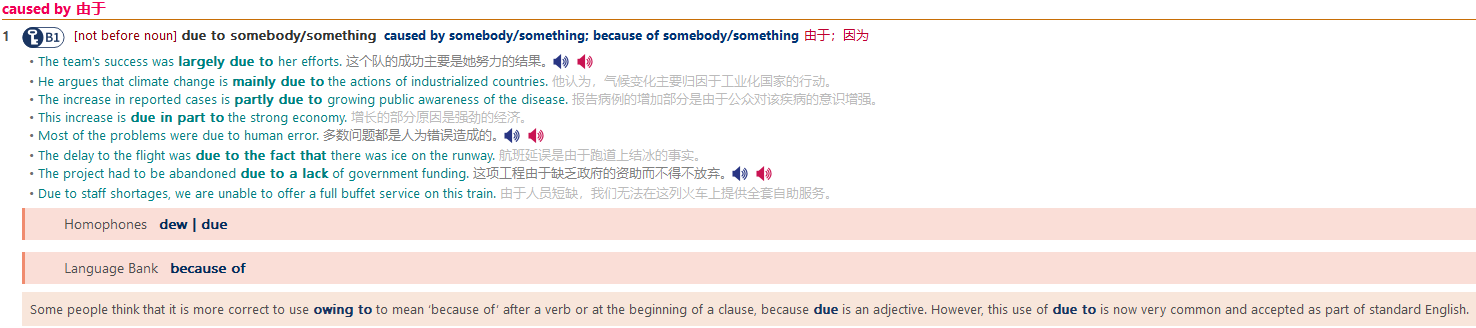 caused by 由于
1 B1 [not before noun] due to somebody/something caused by somebody/something; because of somebody/something 由于；因为
• The team's success was largely due to her efforts. 这个队的成功主要是她努力的结果。
• He argues that climate change is mainly due to the actions of industrialized countries. 他认为，气候变化主要归因于工业化国家的行动。
• The increase in reported cases is partly due to growing public awareness of the disease. 报告病例的增加部分是由于公众对该疾病的意识增强。
• This increase is due in part to the strong economy. 增长的部分原因是强劲的经济。
• Most of the problems were due to human error. 多数问题都是人为错误造成的。
• The delay to the flight was due to the fact that there was ice on the runway. 航班延误是由于跑道上结冰的事实。
• The project had to be abandoned due to a lack of government funding. 这项工程由于缺乏政府的资助而不得不放弃。
• Due to staff shortages, we are unable to offer a full buffet service on this train. 由于人员短缺，我们无法在这列火车上提供全套自助服务。
Homophones dew | due
Language Bank because of
Some people think that it is more correct to use owing to to mean ‘because of’ after a verb or at the beginning of a clause, because due is an adjective. However, this use of due to is now very common and accepted as part of standard English.